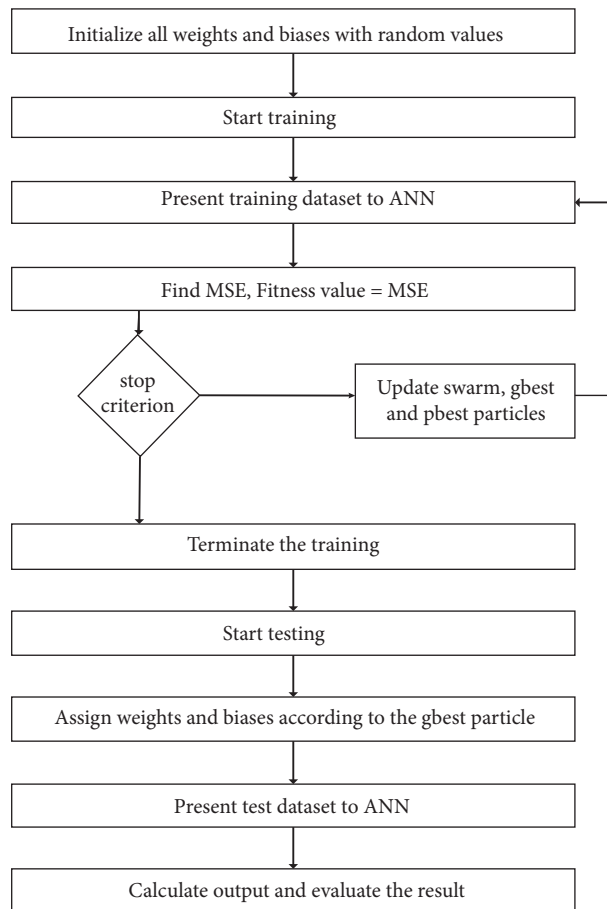 Initialize all weights and biases with random values
Start training
Present training dataset to ANN
Find MSE, Fitness value = MSE
stop
criterion
Update swarm, gbest
and pbest particles
Terminate the training
Start testing
Assign weights and biases according to the gbest particle
Present test dataset to ANN
Calculate output and evaluate the result